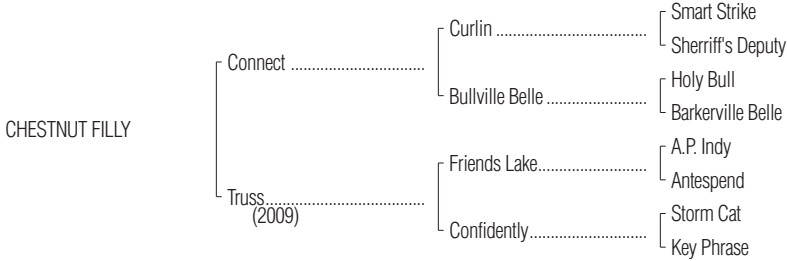 Smart Strike
Curlin ....................................
Sherriff's Deputy
Connect ................................
Holy Bull
Bullville Belle ........................
Barkerville Belle
CHESTNUT FILLY
A.P. Indy
Friends Lake..........................
Antespend
Truss......................................
(2009)
Storm Cat
Confidently............................
Key Phrase